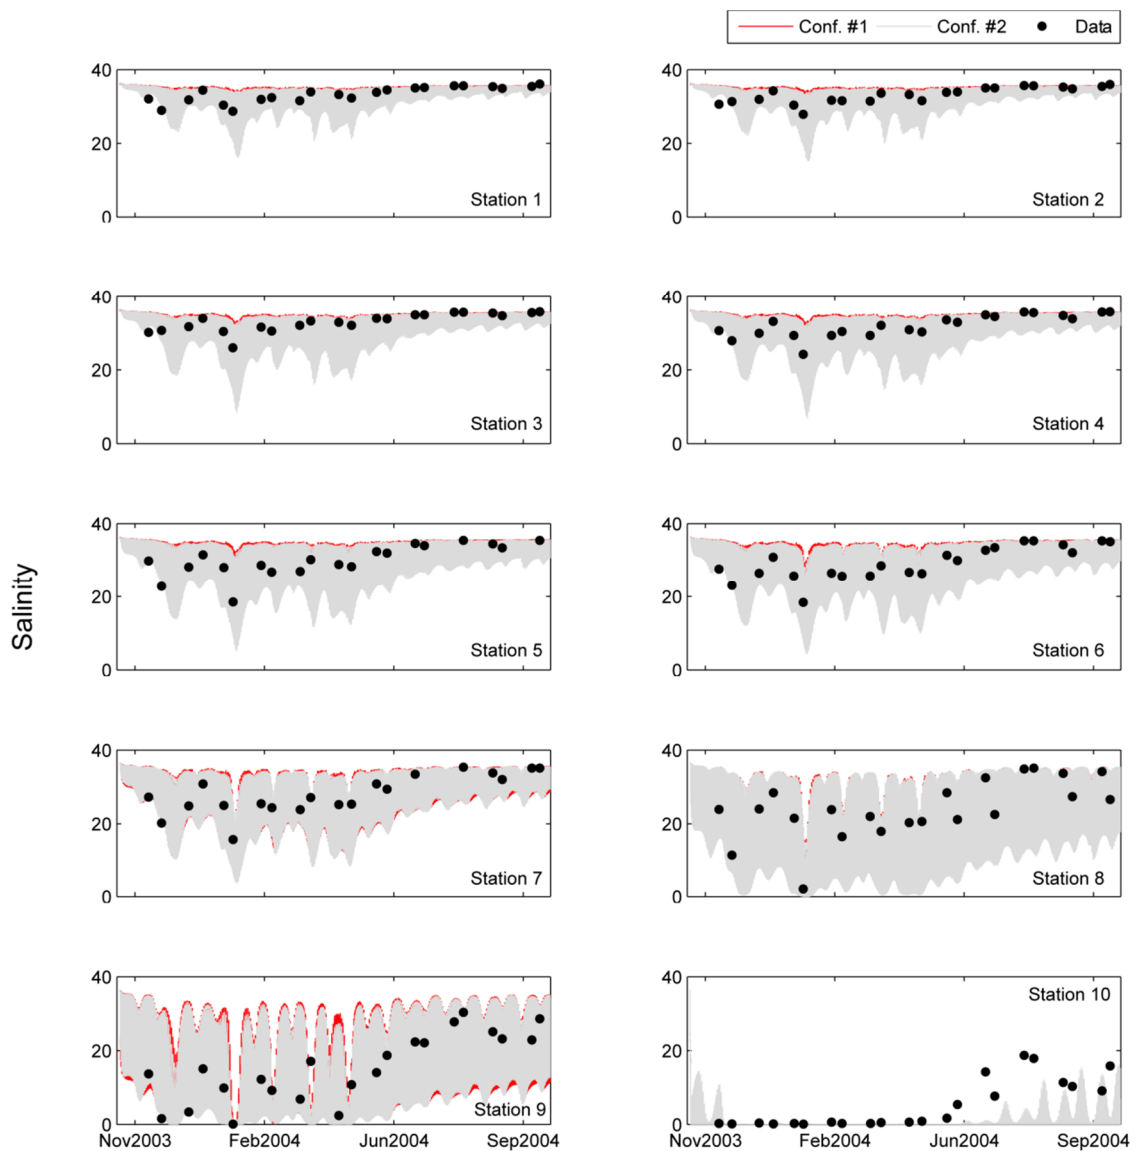 Conf. #1 Conf. #2 Data
40 40
20 20
Station 1 Station 2
0 0
40 40
20 20
Station 3 Station 4
0 0
40 40
Salinity
20 20
Station 5 Station 6
0 0
40 40
20 20
Station 7 Station 8
0 0
40 40
Station 10
20 20
Station 9
0 0
Nov2003 Feb2004 Jun2004 Sep2004 Nov2003 Feb2004 Jun2004 Sep2004